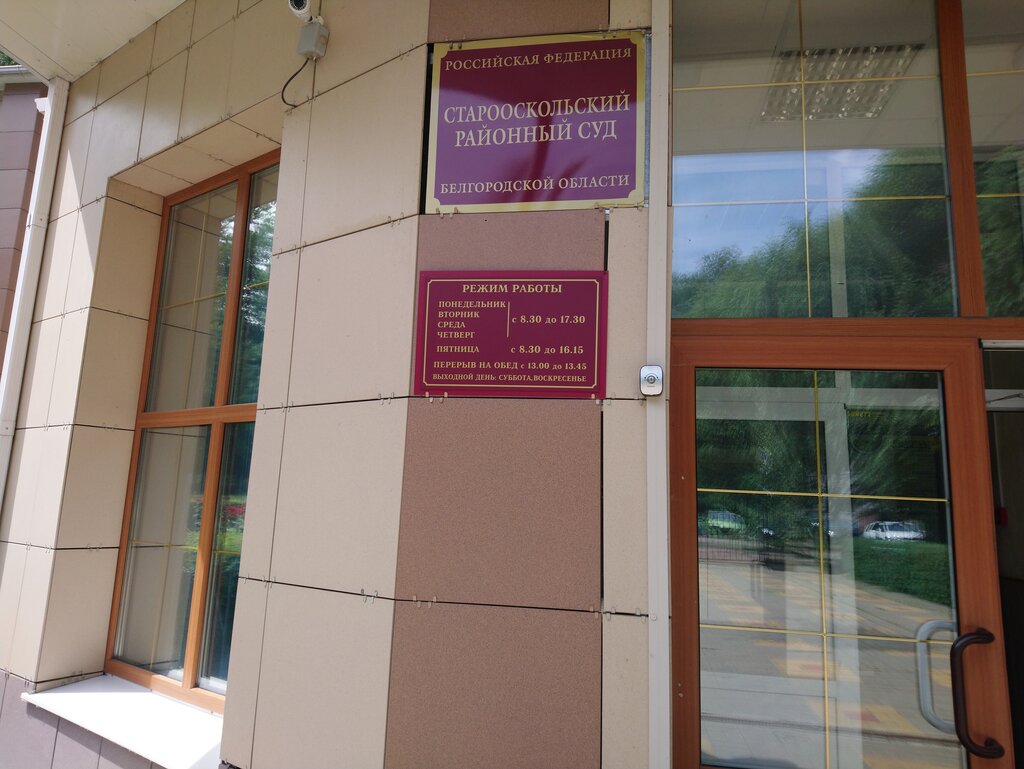 РОССИЙСКАЯ ФЕДЕРАЦИЯ
СТАРООСКОЛЬСКИЙ
РАЙОННЫЙ СУД
БЕЛГОРОДСКОЙ ОБЛАСТИ
РЕЖИМ РАБОТЫ
ПОНЕДЕЛЬНИК
ВТОРНИК
СРЕДА
ЧЕТВЕРГ
с 8.30 до 17.30
ПЯТНИЦА с 8.30 до 16.15
ПЕРЕРЫВ НА ОБЕД с 13.00 до 13.45
ВЫХОДНОЙ ДЕНЬ: СУББОТА,ВОСКРЕСЕНЬЕ